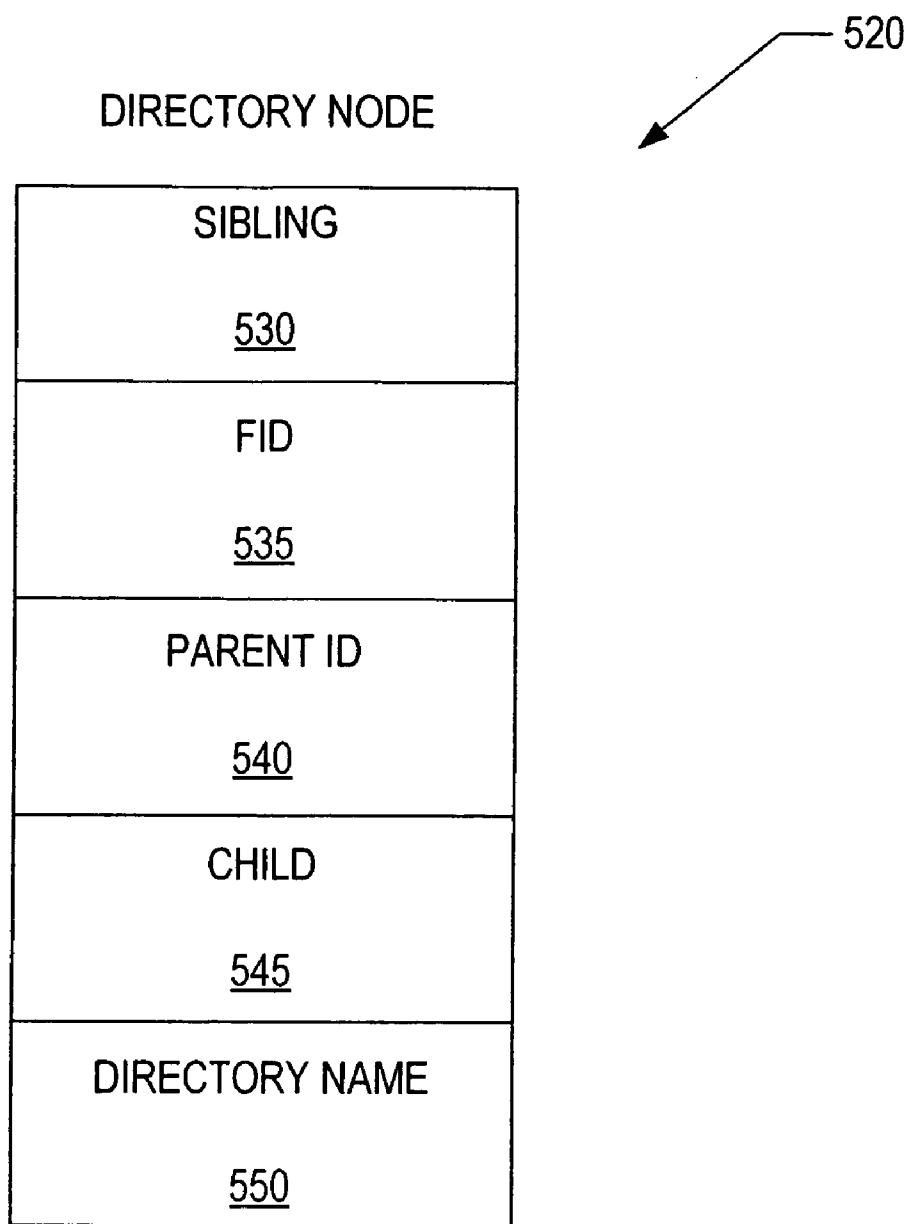 520
DIRECTORY NODE
SIBLING
530
FID
535
PARENT ID
540
CHILD
545
DIRECTORY NAME
550